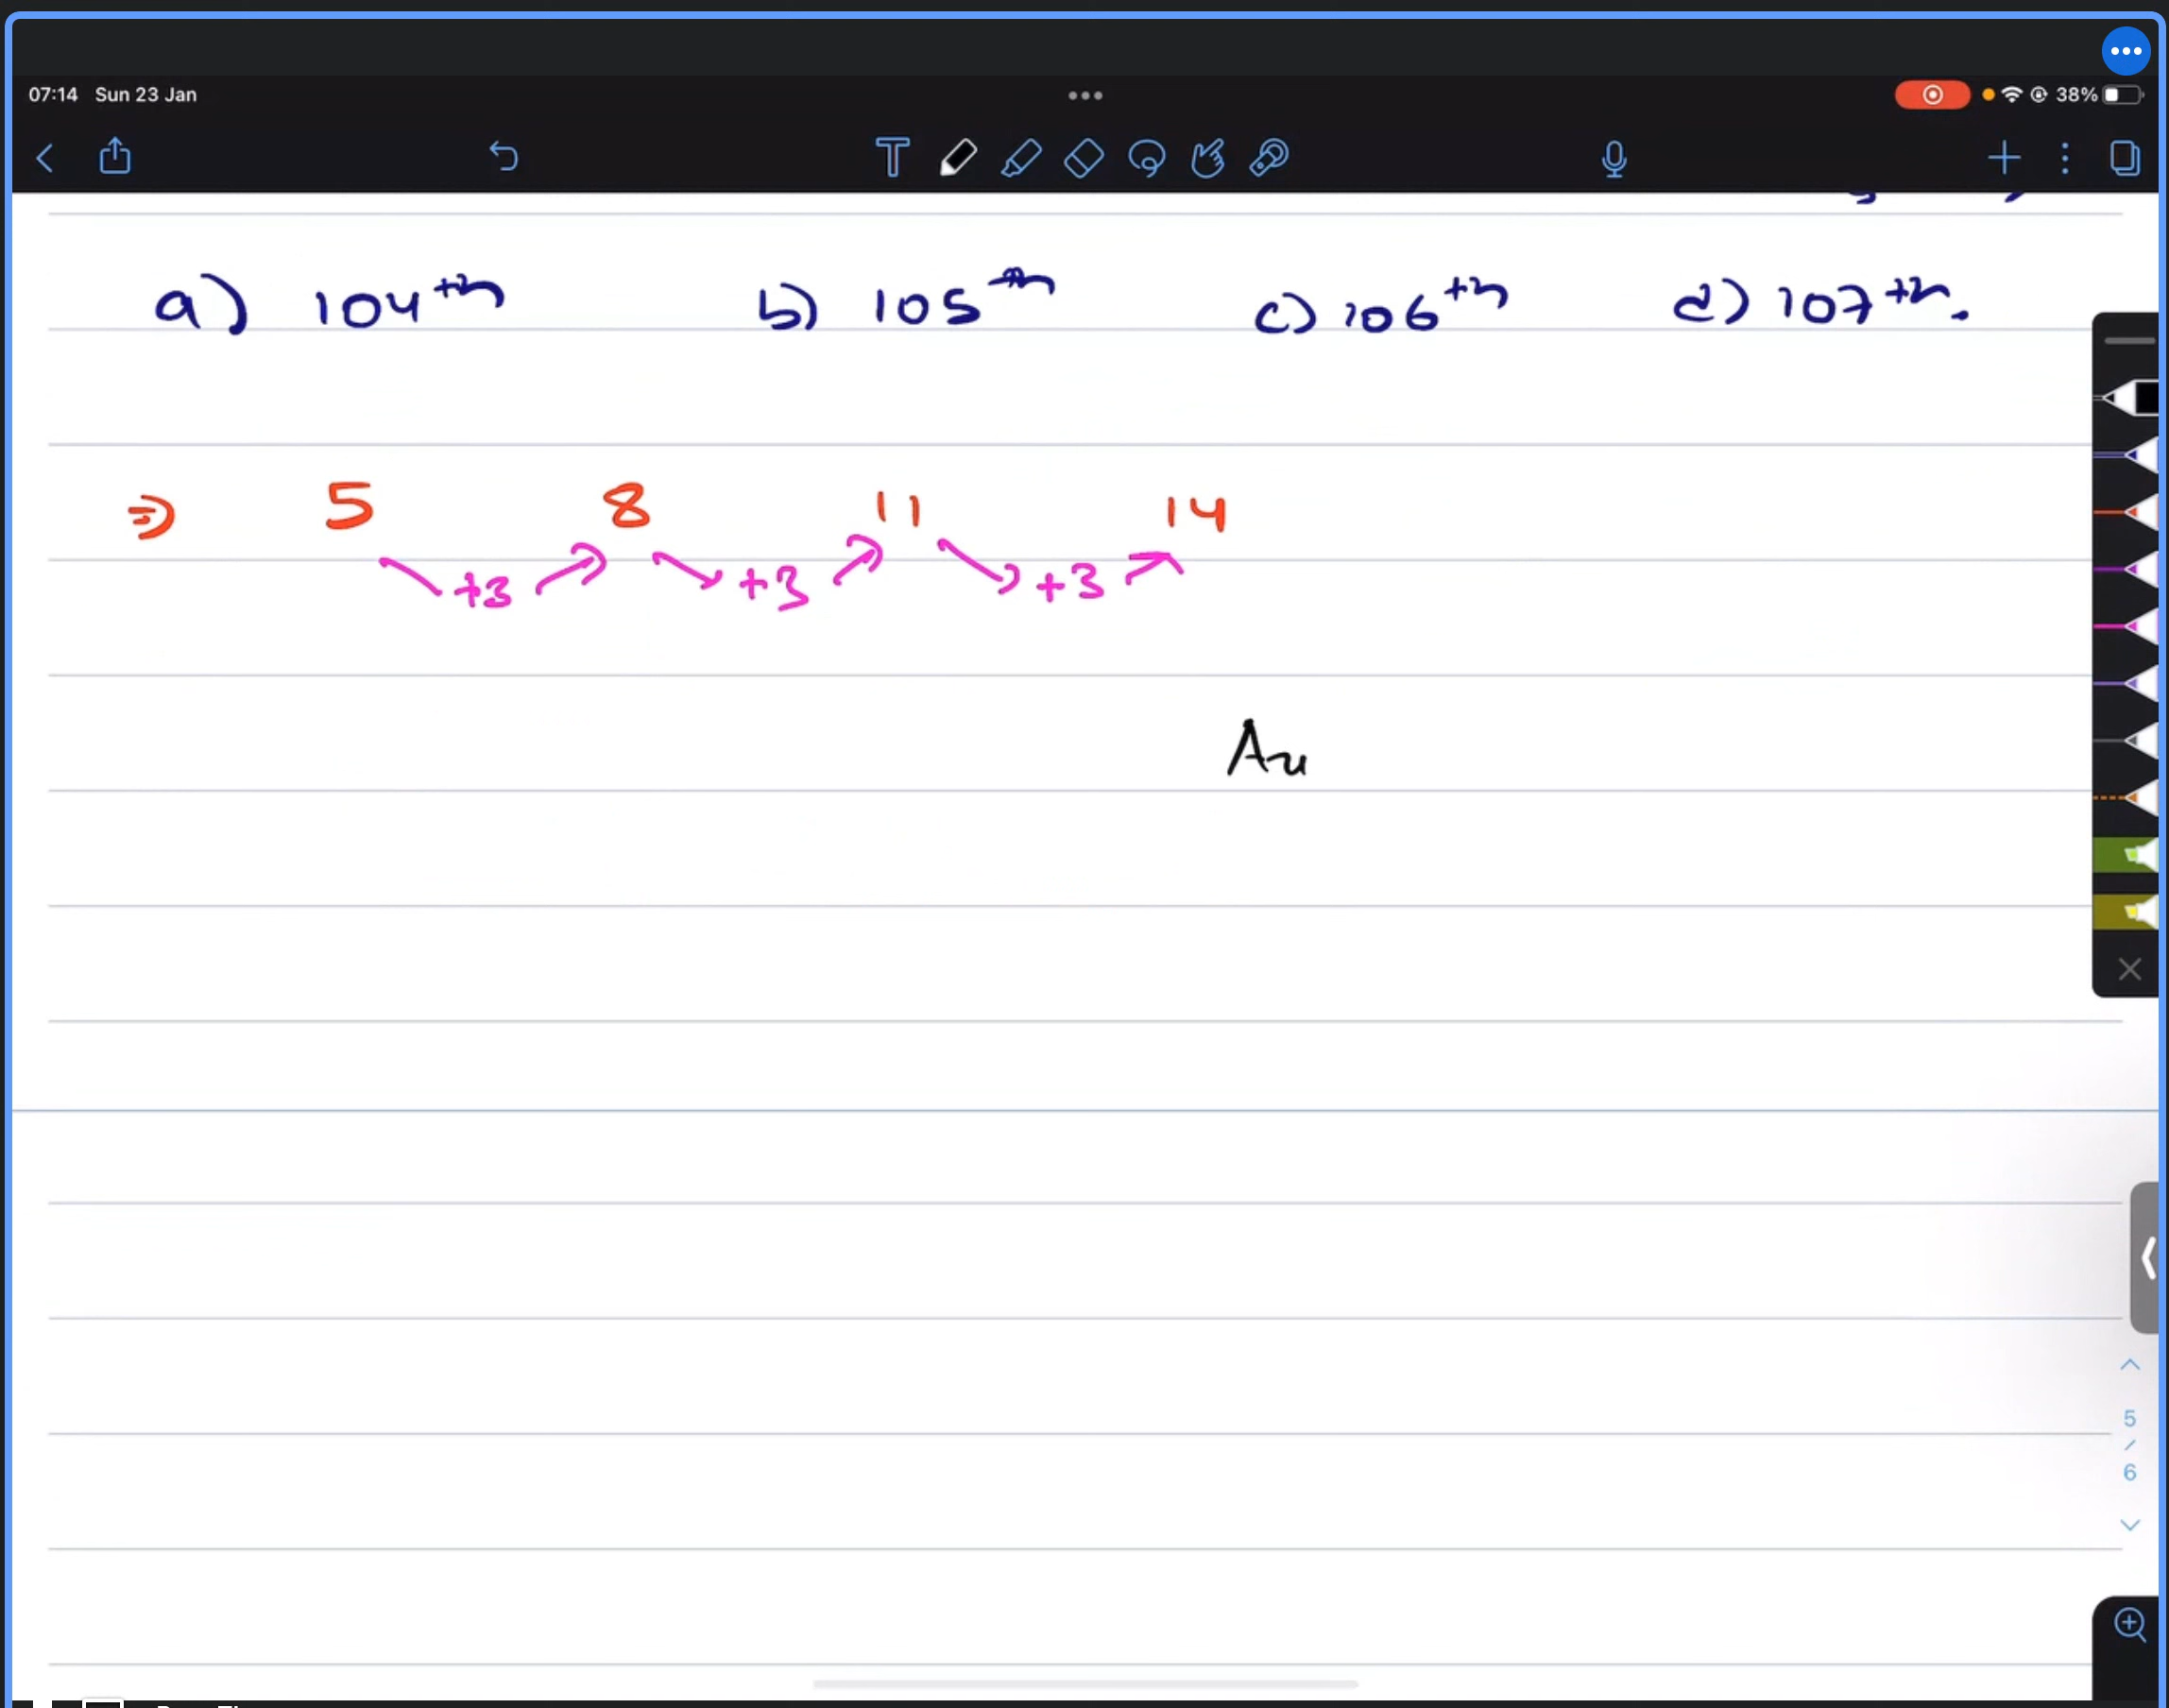 07:14 Sun 23 Jan 38%
a) 104th b) 105th c) 106th d) 107th.
⇒ 5 8 11 14
+3 +3 +3
5
/
6